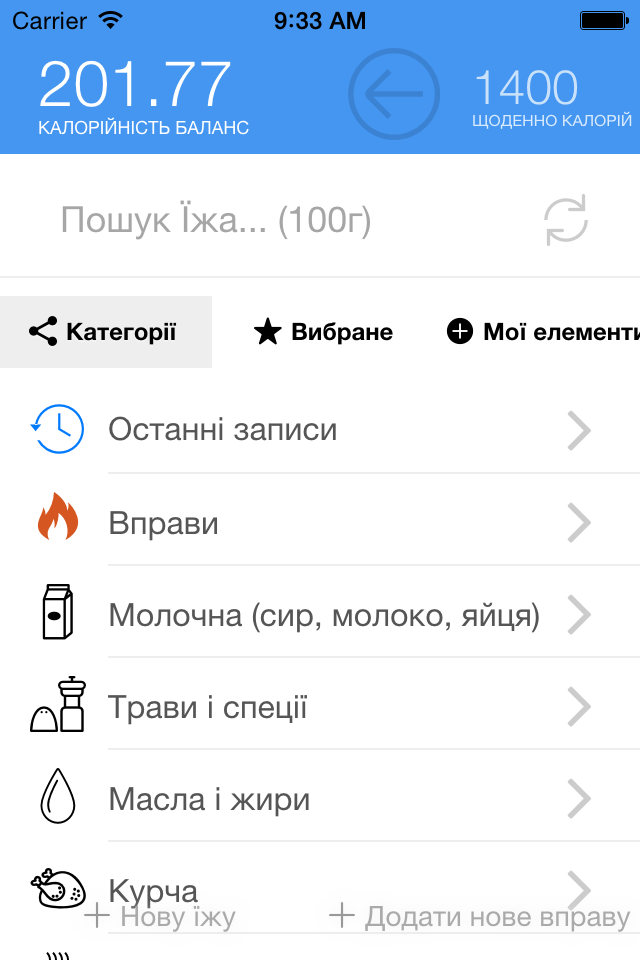 Carrier 9:33 AM
201.77 1400
КАЛОРІЙНІСТЬ БАЛАНС ЩОДЕННО КАЛОРІЙ
Пошук Їжа... (100г)
Категорії Вибране Мої елементи
Останні записи
Вправи
Молочна (сир, молоко, яйця)
Трави і спеції
Масла і жири
Курча
Нову їжу Додати нове вправу